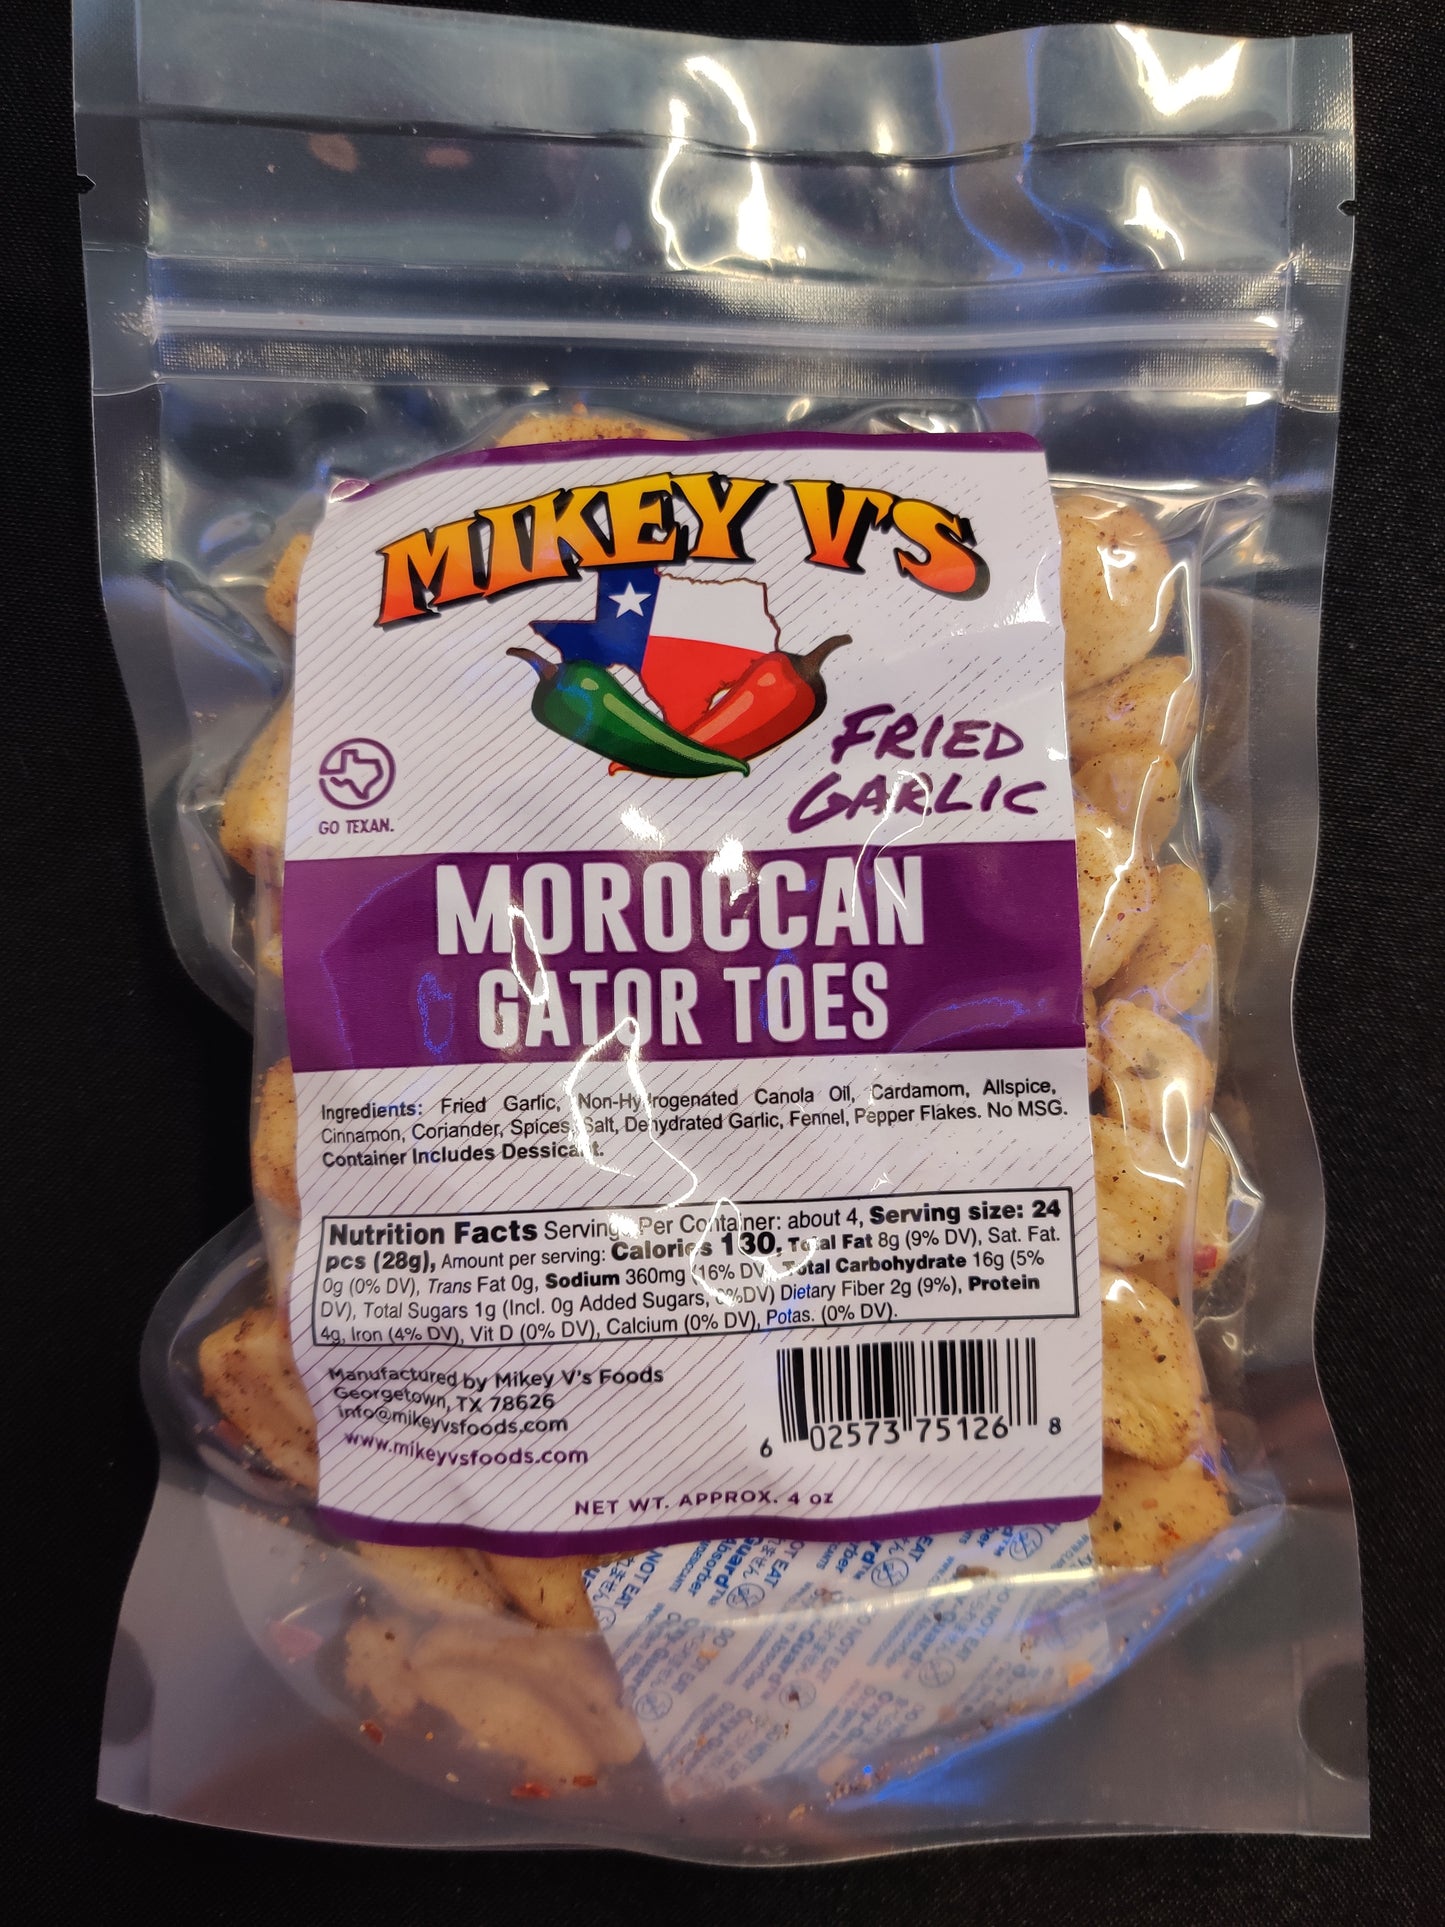 MIKEY V'S
FRIED
GARLIC
GO TEXAN.
MOROCCAN
GATOR TOES
Ingredients: Fried Garlic, Non-Hydrogenated Canola Oil, Cardamom, Allspice,
Cinnamon, Coriander, Spices, Salt, Dehydrated Garlic, Fennel, Pepper Flakes. No MSG.
Container Includes Dessicant.
Nutrition Facts Servings Per Container: about 4, Serving size: 24
pcs (28g), Amount per serving: Calories 130, Total Fat 8g (9% DV), Sat. Fat.
0g (0% DV), Trans Fat 0g, Sodium 360mg (16% DV), Total Carbohydrate 16g (5%
DV), Total Sugars 1g (Incl. 0g Added Sugars, 0%DV) Dietary Fiber 2g (9%), Protein
4g, Iron (4% DV), Vit D (0% DV), Calcium (0% DV), Potas. (0% DV).
Manufactured by Mikey V's Foods
Georgetown, TX 78626
info@mikeyvsfoods.com
www.mikeyvsfoods.com
6 02573 75126 8
NET WT. APPROX. 4 oz
DO NOT EAT